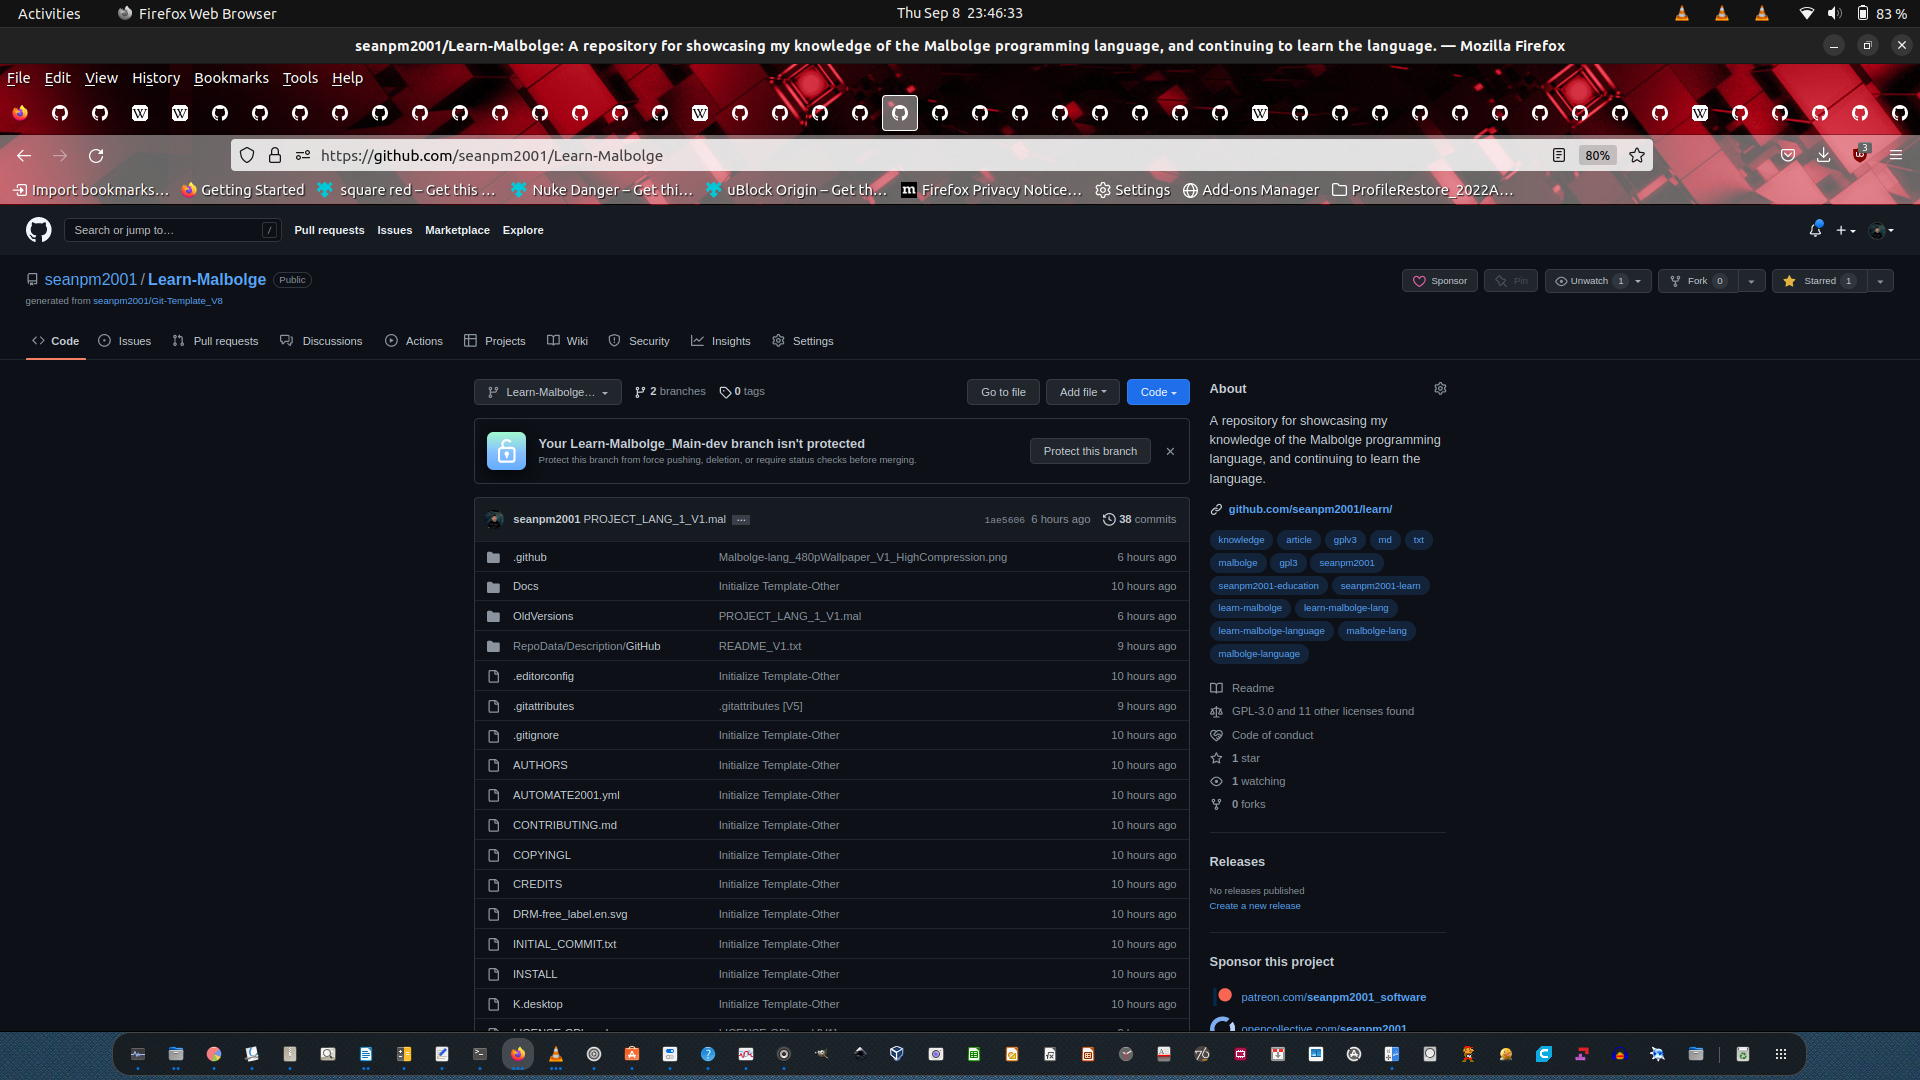 Activities Firefox Web Browser Thu Sep 8 23:46:33 83 %
seanpm2001/Learn-Malbolge: A repository for showcasing my knowledge of the Malbolge programming language, and continuing to learn the language. — Mozilla Firefox
File Edit View History Bookmarks Tools Help
https://github.com/seanpm2001/Learn-Malbolge 80% 3
Import bookmarks… Getting Started square red – Get this … Nuke Danger – Get thi… uBlock Origin – Get th… Firefox Privacy Notice… Settings Add-ons Manager ProfileRestore_2022A…
Search or jump to… / Pull requests Issues Marketplace Explore
seanpm2001 / Learn-Malbolge Public Sponsor Pin Unwatch 1 Fork 0 Starred 1
generated from seanpm2001/Git-Template_V8
Code Issues Pull requests Discussions Actions Projects Wiki Security Insights Settings
Learn-Malbolge… 2 branches 0 tags Go to file Add file Code
Your Learn-Malbolge_Main-dev branch isn't protected
Protect this branch from force pushing, deletion, or require status checks before merging.
Protect this branch
seanpm2001 PROJECT_LANG_1_V1.mal … 1ae5606 6 hours ago 38 commits
.github Malbolge-lang_480pWallpaper_V1_HighCompression.png 6 hours ago
Docs Initialize Template-Other 10 hours ago
OldVersions PROJECT_LANG_1_V1.mal 6 hours ago
RepoData/Description/GitHub README_V1.txt 9 hours ago
.editorconfig Initialize Template-Other 10 hours ago
.gitattributes .gitattributes [V5] 9 hours ago
.gitignore Initialize Template-Other 10 hours ago
AUTHORS Initialize Template-Other 10 hours ago
AUTOMATE2001.yml Initialize Template-Other 10 hours ago
CONTRIBUTING.md Initialize Template-Other 10 hours ago
COPYINGL Initialize Template-Other 10 hours ago
CREDITS Initialize Template-Other 10 hours ago
DRM-free_label.en.svg Initialize Template-Other 10 hours ago
INITIAL_COMMIT.txt Initialize Template-Other 10 hours ago
INSTALL Initialize Template-Other 10 hours ago
K.desktop Initialize Template-Other 10 hours ago
About
A repository for showcasing my
knowledge of the Malbolge programming
language, and continuing to learn the
language.
github.com/seanpm2001/learn/
knowledge article gplv3 md txt
malbolge gpl3 seanpm2001
seanpm2001-education seanpm2001-learn
learn-malbolge learn-malbolge-lang
learn-malbolge-language malbolge-lang
malbolge-language
Readme
GPL-3.0 and 11 other licenses found
Code of conduct
1 star
1 watching
0 forks
Releases
No releases published
Create a new release
Sponsor this project
patreon.com/seanpm2001_software
opencollective.com/seanpm2001